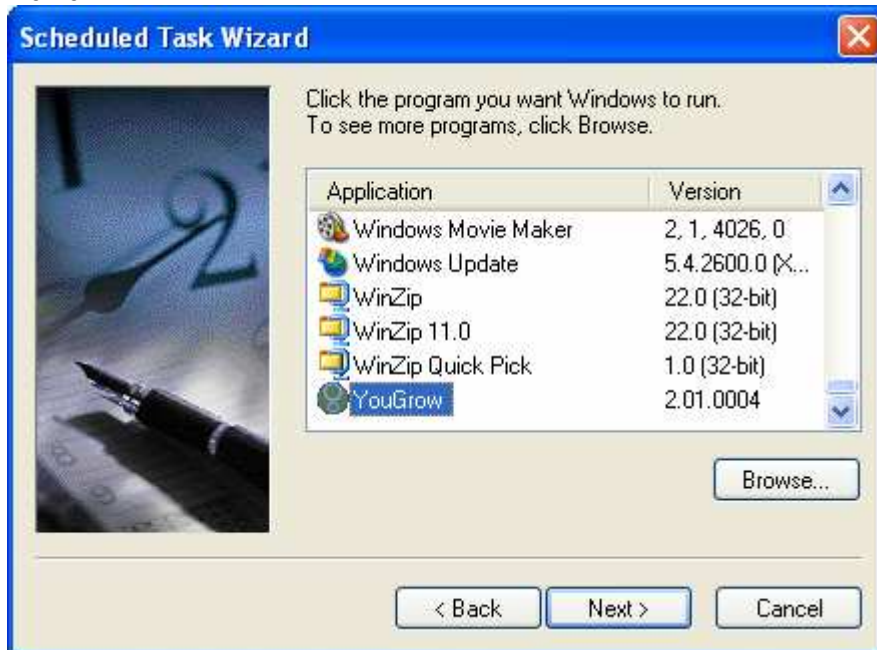 Scheduled Task Wizard
Click the program you want Windows to run.
To see more programs, click Browse.
Application Version
Windows Movie Maker 2, 1, 4026, 0
Windows Update 5.4.2600.0 (X...
WinZip 22.0 (32-bit)
WinZip 11.0 22.0 (32-bit)
WinZip Quick Pick 1.0 (32-bit)
YouGrow 2.01.0004
Browse...
< Back Next > Cancel